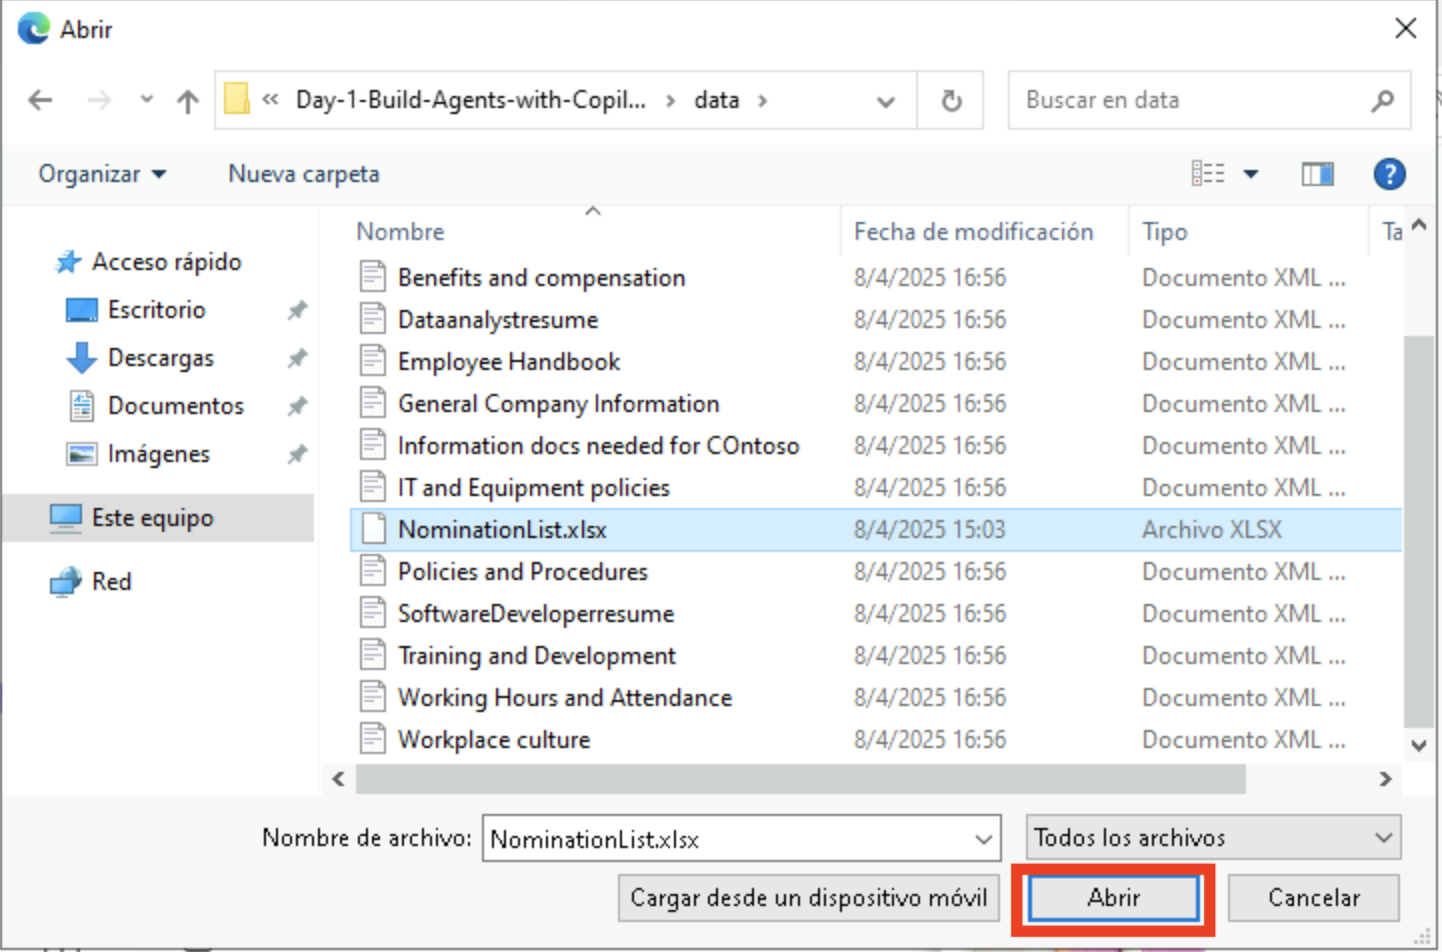 Abrir
Day-1-Build-Agents-with-Copil... > data >
Buscar en data
Organizar
Nueva carpeta
?
Nombre
Fecha de modificación
Tipo
Ta
Acceso rápido
Escritorio
Descargas
Documentos
Imágenes
Este equipo
Red
Benefits and compensation 8/4/2025 16:56 Documento XML ...
Dataanalystresume 8/4/2025 16:56 Documento XML ...
Employee Handbook 8/4/2025 16:56 Documento XML ...
General Company Information 8/4/2025 16:56 Documento XML ...
Information docs needed for COntoso 8/4/2025 16:56 Documento XML ...
IT and Equipment policies 8/4/2025 16:56 Documento XML ...
NominationList.xlsx 8/4/2025 15:03 Archivo XLSX
Policies and Procedures 8/4/2025 16:56 Documento XML ...
SoftwareDeveloperresume 8/4/2025 16:56 Documento XML ...
Training and Development 8/4/2025 16:56 Documento XML ...
Working Hours and Attendance 8/4/2025 16:56 Documento XML ...
Workplace culture 8/4/2025 16:56 Documento XML ...
Nombre de archivo: NominationList.xlsx
Todos los archivos
Cargar desde un dispositivo móvil
Abrir
Cancelar